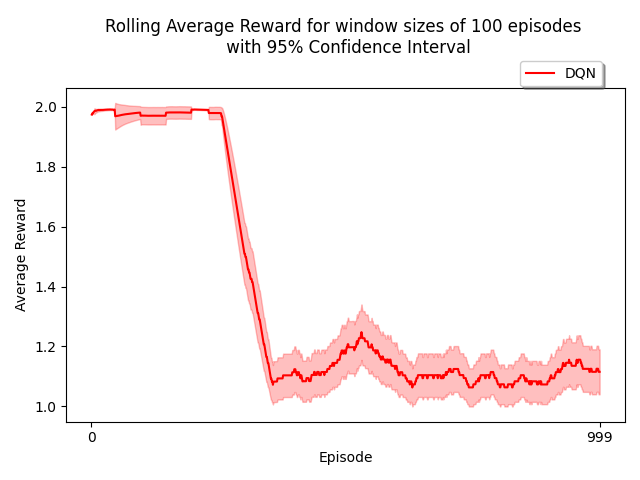 Rolling Average Reward for window sizes of 100 episodes
with 95% Confidence Interval
DQN
2.0
1.8
1.6
1.4
1.2
1.0
Average Reward
0
999
Episode